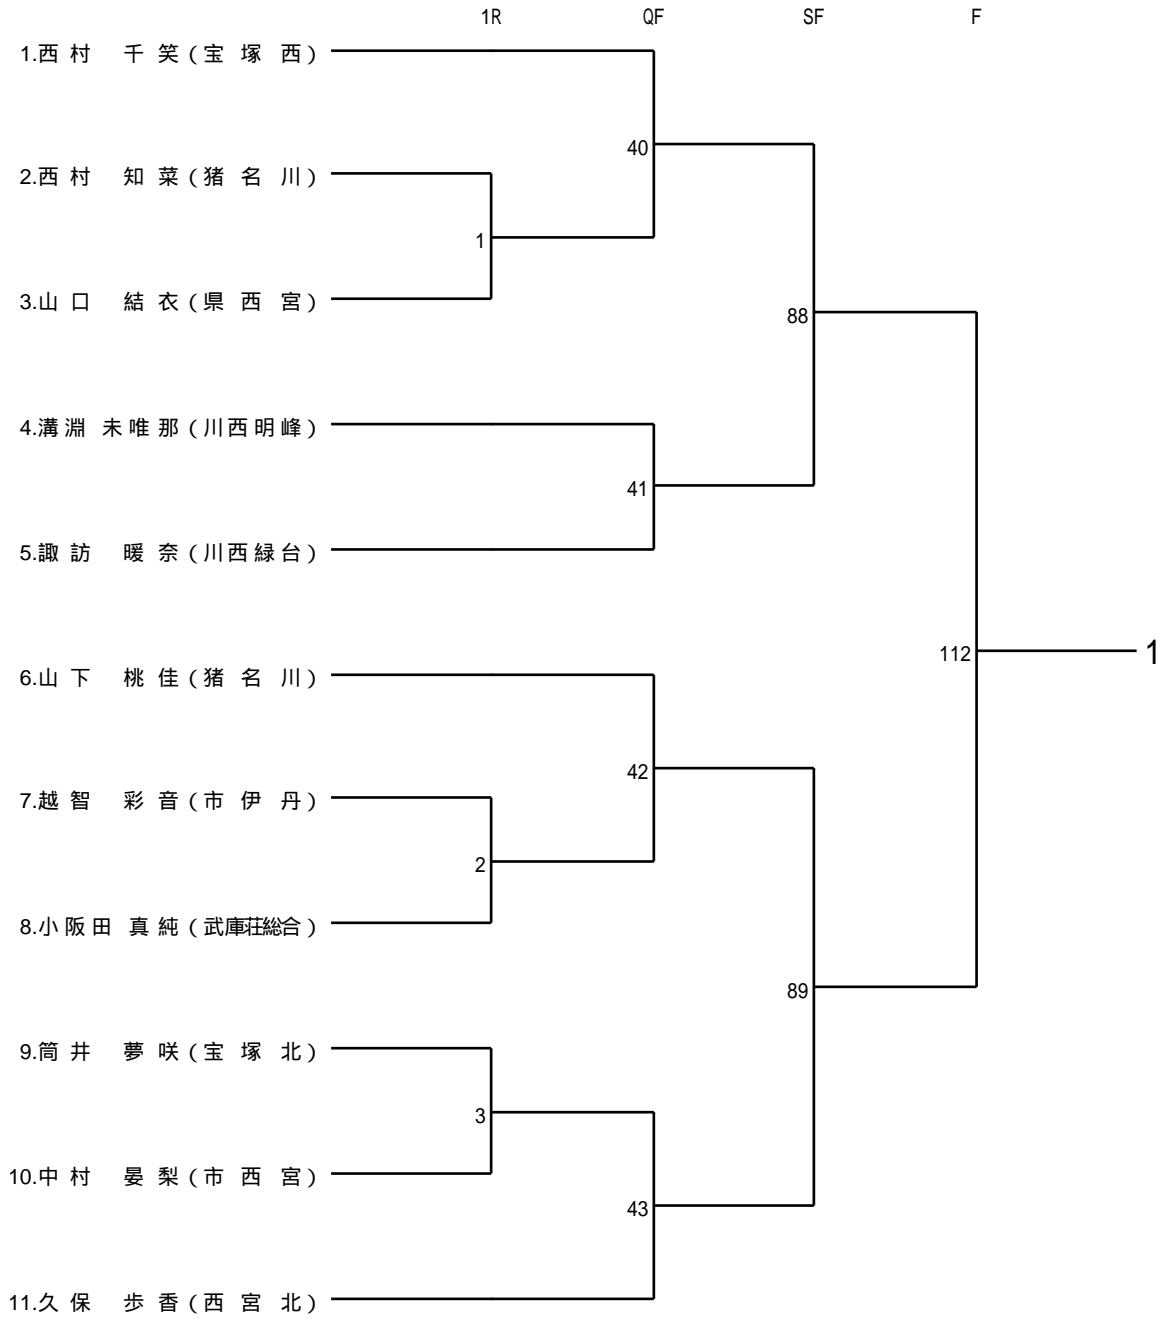 1R QF SF F
1.西村 千笑(宝塚西)
40
2.西村 知菜(猪名川)
1
3.山口 結衣(県西宮)
88
4.溝淵 未唯那(川西明峰)
41
5.諏訪 暖奈(川西緑台)
112
1
6.山下 桃佳(猪名川)
42
7.越智 彩音(市伊丹)
2
8.小阪田 真純(武庫荘総合)
89
9.筒井 夢咲(宝塚北)
3
10.中村 晏梨(市西宮)
43
11.久保 歩香(西宮北)